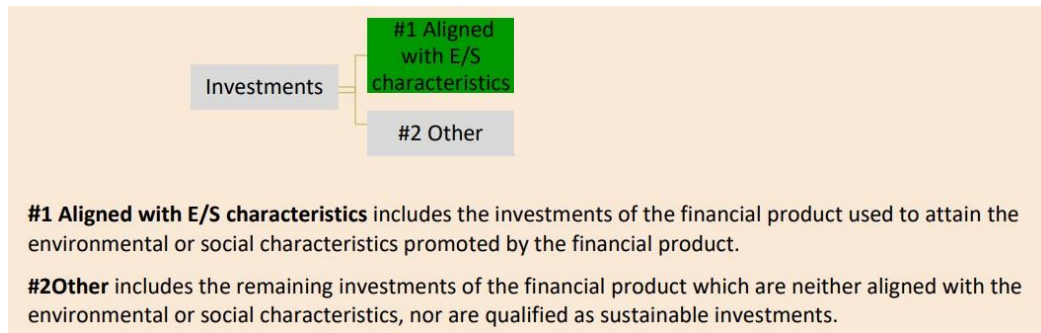 #1 Aligned
with E/S
characteristics
Investments
#2 Other
#1 Aligned with E/S characteristics includes the investments of the financial product used to attain the
environmental or social characteristics promoted by the financial product.
#2Other includes the remaining investments of the financial product which are neither aligned with the
environmental or social characteristics, nor are qualified as sustainable investments.